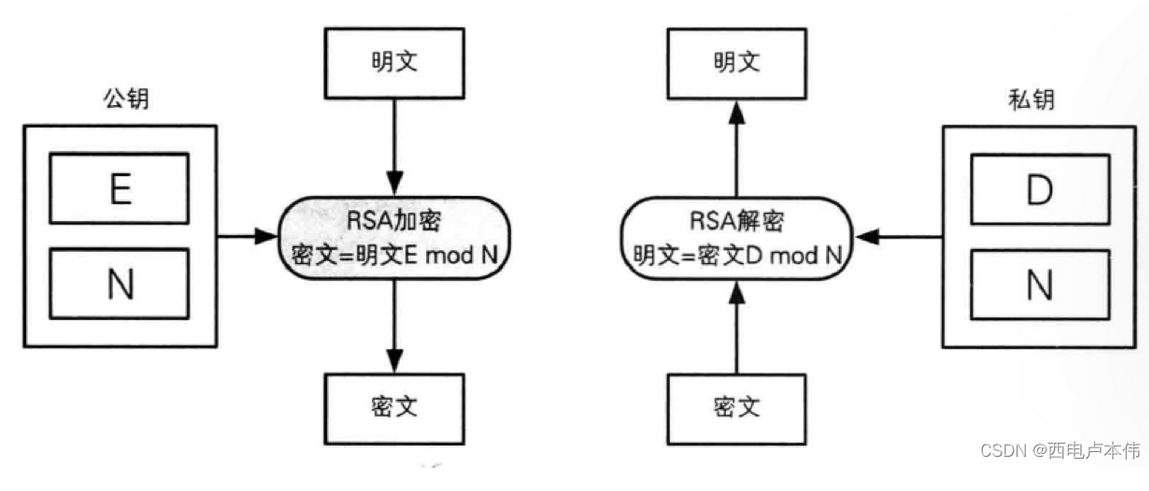 明文
公钥
E
N
RSA加密
密文=明文E mod N
密文
明文
私钥
RSA解密
明文=密文D mod N
D
N
密文
CSDN @西电卢本伟